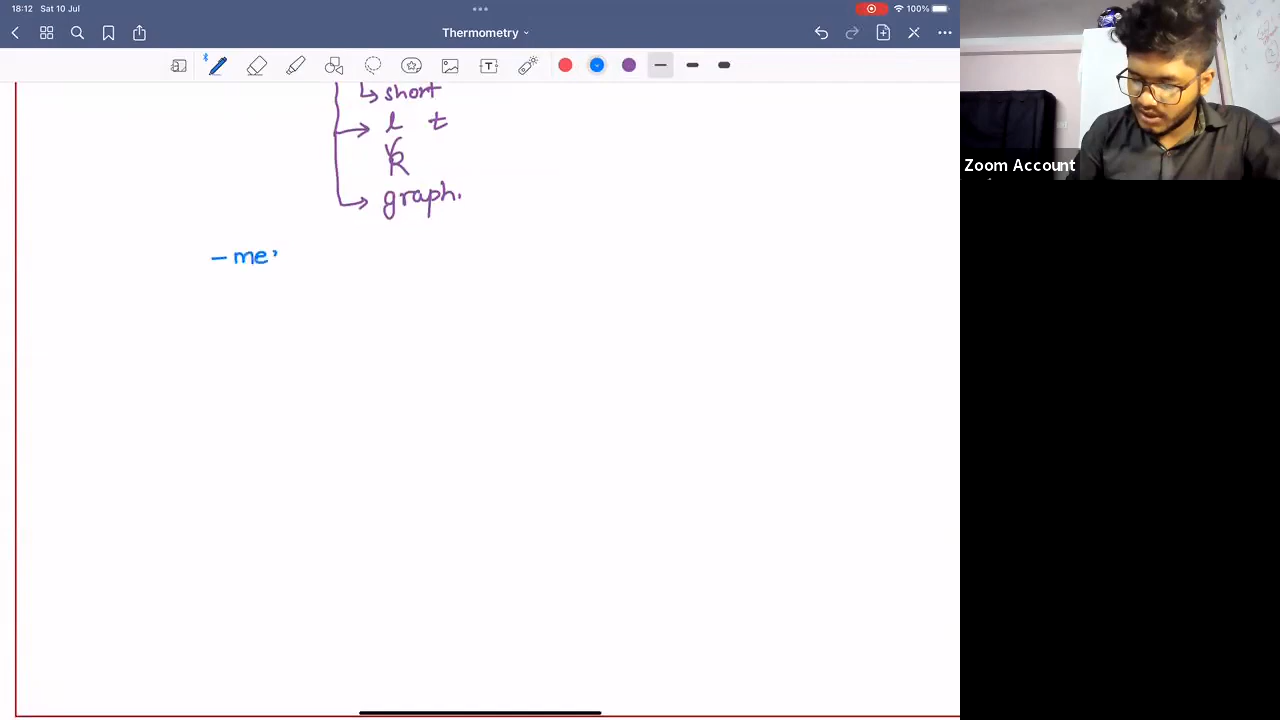 18:12 Sat 10 Jul
100%
Thermometry
T
short
l t
R
graph.
Zoom Account
- me